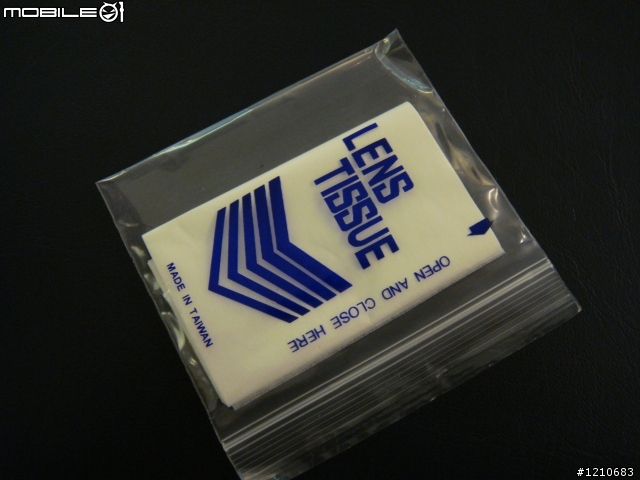 MOBILE01
LENS
TISSUE
OPEN AND CLOSE HERE
MADE IN TAIWAN
#1210683